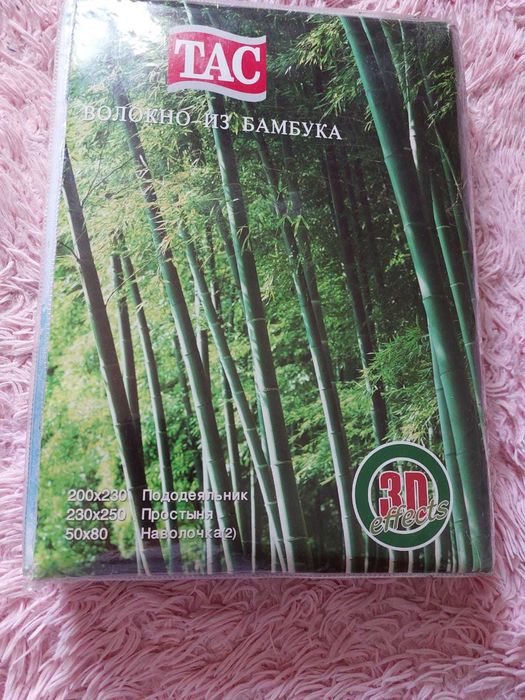 TAC
ВОЛОКНО ИЗ БАМБУКА
200x230 Пододеяльник
230x250 Простыня
50x80 Наволочка(2)
3D
effects